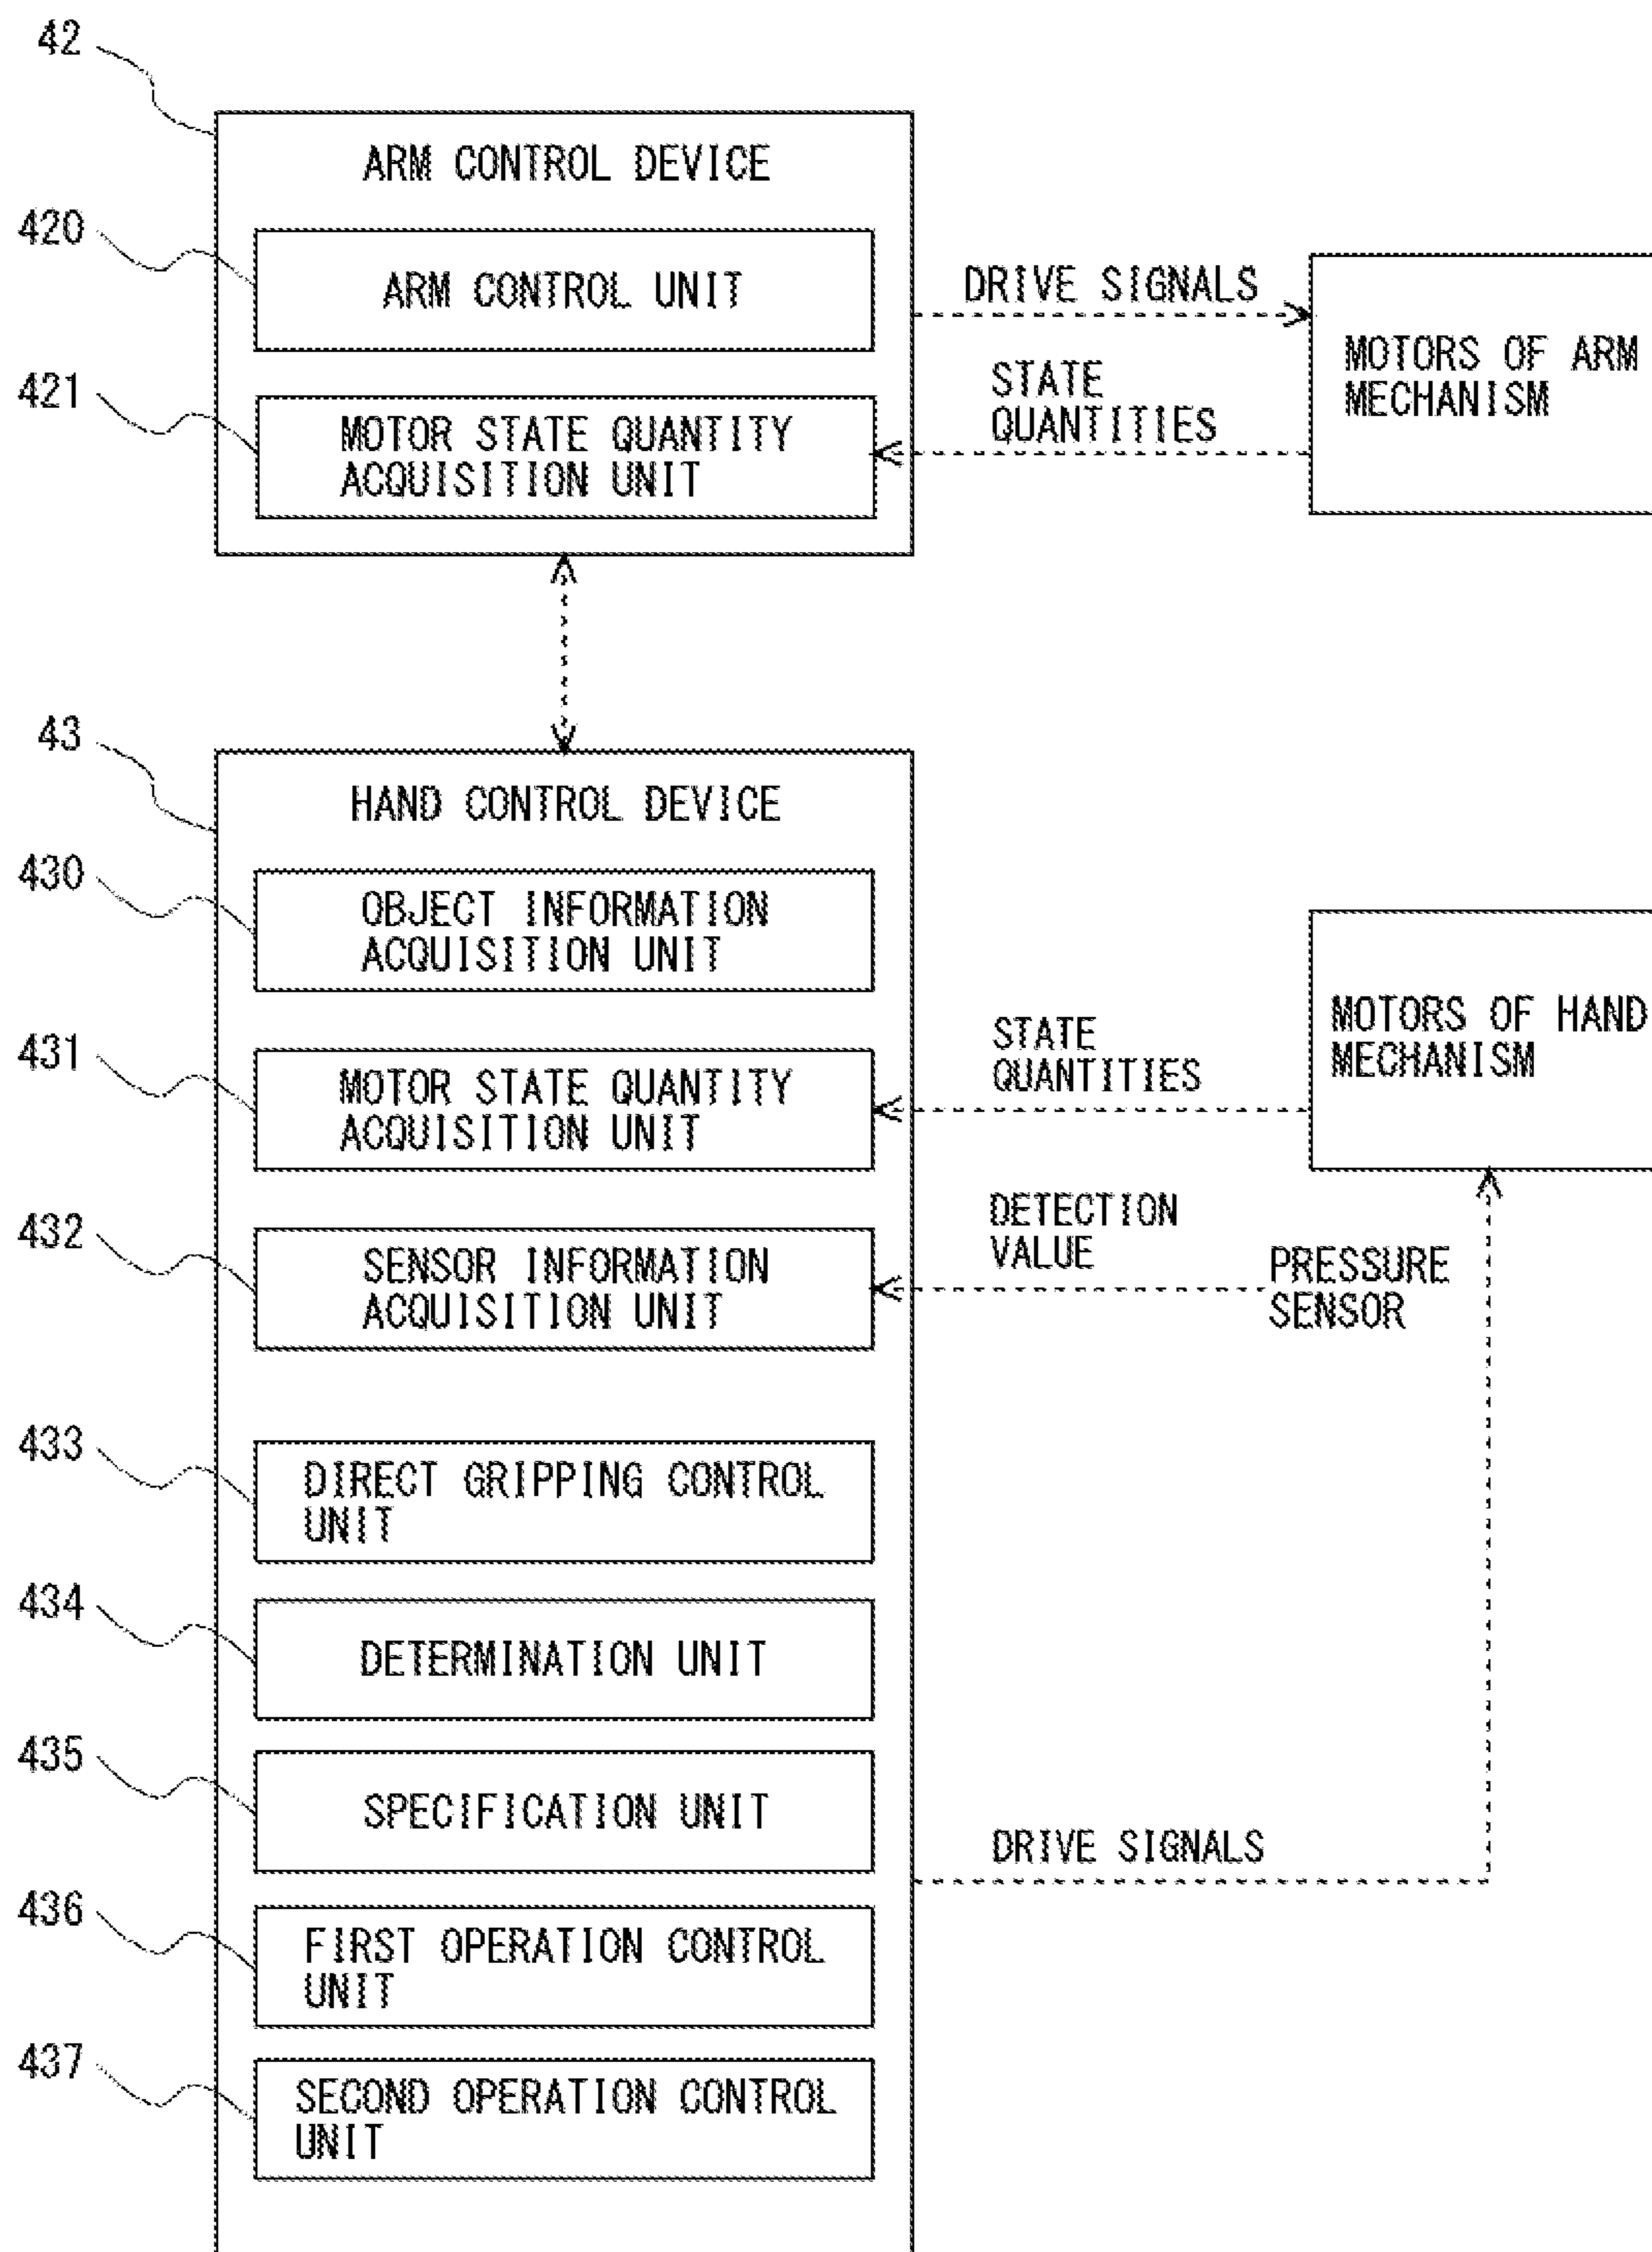 42
ARM CONTROL DEVICE
420
ARM CONTROL UNIT
DRIVE SIGNALS
421
MOTOR STATE QUANTITY
ACQUISITION UNIT
STATE
QUANTITIES
MOTORS OF ARM
MECHANISM
43
HAND CONTROL DEVICE
430
OBJECT INFORMATION
ACQUISITION UNIT
431
MOTOR STATE QUANTITY
ACQUISITION UNIT
STATE
QUANTITIES
MOTORS OF HAND
MECHANISM
432
SENSOR INFORMATION
ACQUISITION UNIT
DETECTION
VALUE
PRESSURE
SENSOR
433
DIRECT GRIPPING CONTROL
UNIT
434
DETERMINATION UNIT
435
SPECIFICATION UNIT
DRIVE SIGNALS
436
FIRST OPERATION CONTROL
UNIT
437
SECOND OPERATION CONTROL
UNIT